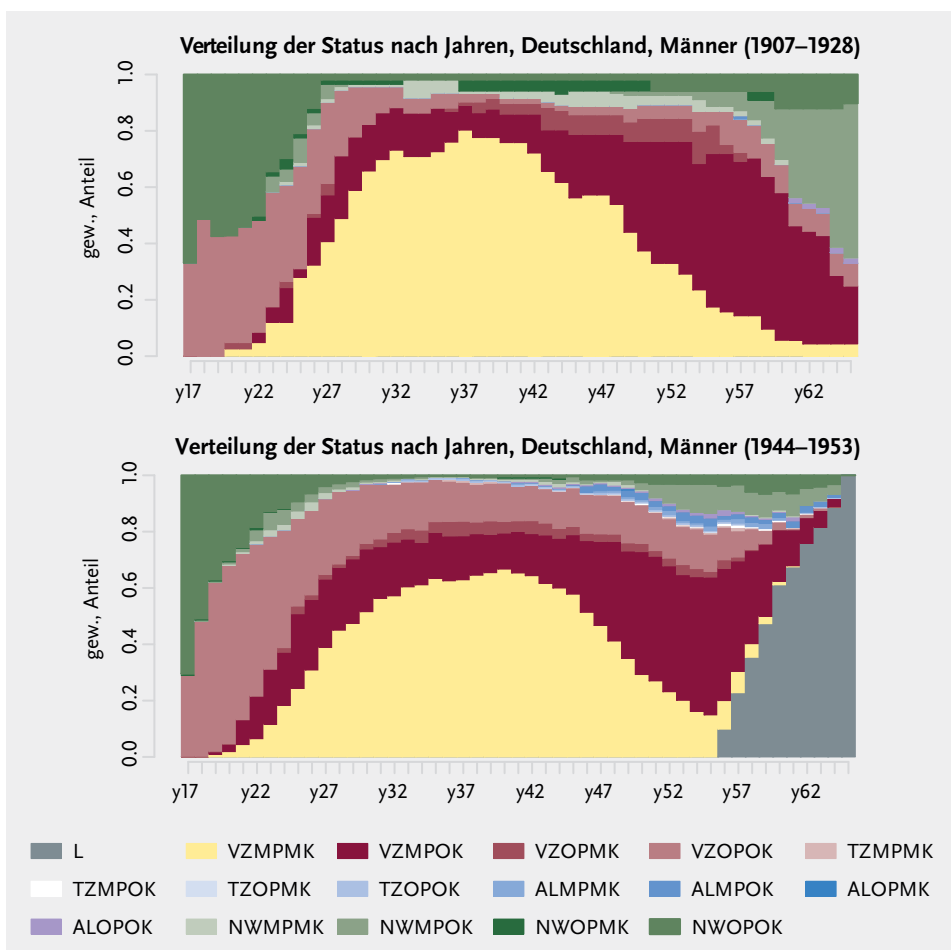 Verteilung der Status nach Jahren, Deutschland, Männer (1907–1928)
gew., Anteil
1.0
0.8
0.6
0.4
0.2
0.0
y17 y22 y27 y32 y37 y42 y47 y52 y57 y62
Verteilung der Status nach Jahren, Deutschland, Männer (1944–1953)
gew., Anteil
1.0
0.8
0.6
0.4
0.2
0.0
y17 y22 y27 y32 y37 y42 y47 y52 y57 y62
L VZMPMK VZMPOK VZOPMK VZOPOK TZMPMK
TZMPOK TZOPMK TZOPOK ALMPMK ALMPOK ALOPMK
ALOPOK NWMPMK NWMPOK NWOPMK NWOPOK